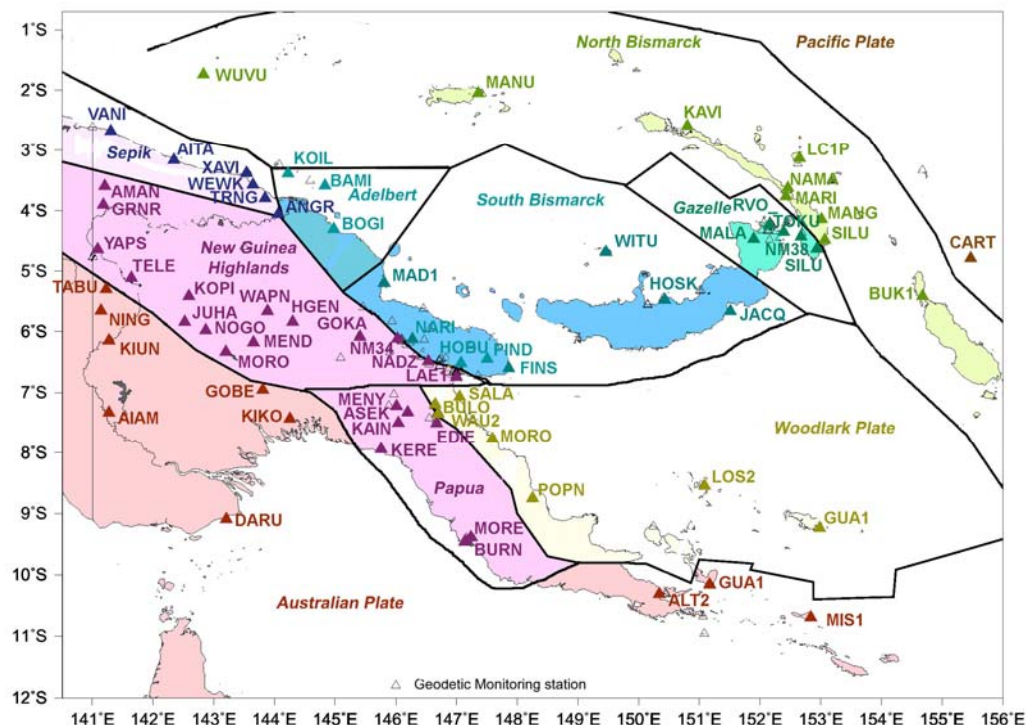 1°S
2°S
3°S
4°S
5°S
6°S
7°S
8°S
9°S
10°S
11°S
12°S
North Bismarck
Pacific Plate
WUVU
MANU
KAVI
VANI
AITA
Sepik
XAVI
WEWK
TRNG
KOIL
BAMI
Adelbert
LC1P
NAMA
MARI
South Bismarck
Gazelle
RVO
TOKU
MANG
AMAN
GRNR
ANGR
BOGI
MALA
NM38
SILU
SILU
WITU
CART
YAPS
New Guinea
Highlands
TELE
MAD1
HOSK
BUK1
TABU
KOPI
WAPN
HGEN
JACQ
NING
JUHA
NOGO
GOKA
NARI
KIUN
MEND
NM34
HOBU
PIND
MORO
NADZ
FINS
LAE1
GOBE
SALA
MENY
BULO
AIAM
KIKO
ASEK
WAU2
KAIN
EDIE
MORO
Woodlark Plate
KERE
Papua
POPN
LOS2
DARU
MORE
GUA1
BURN
Australian Plate
ALT2
GUA1
MIS1
Geodetic Monitoring station
141°E 142°E 143°E 144°E 145°E 146°E 147°E 148°E 149°E 150°E 151°E 152°E 153°E 154°E 155°E 156°E